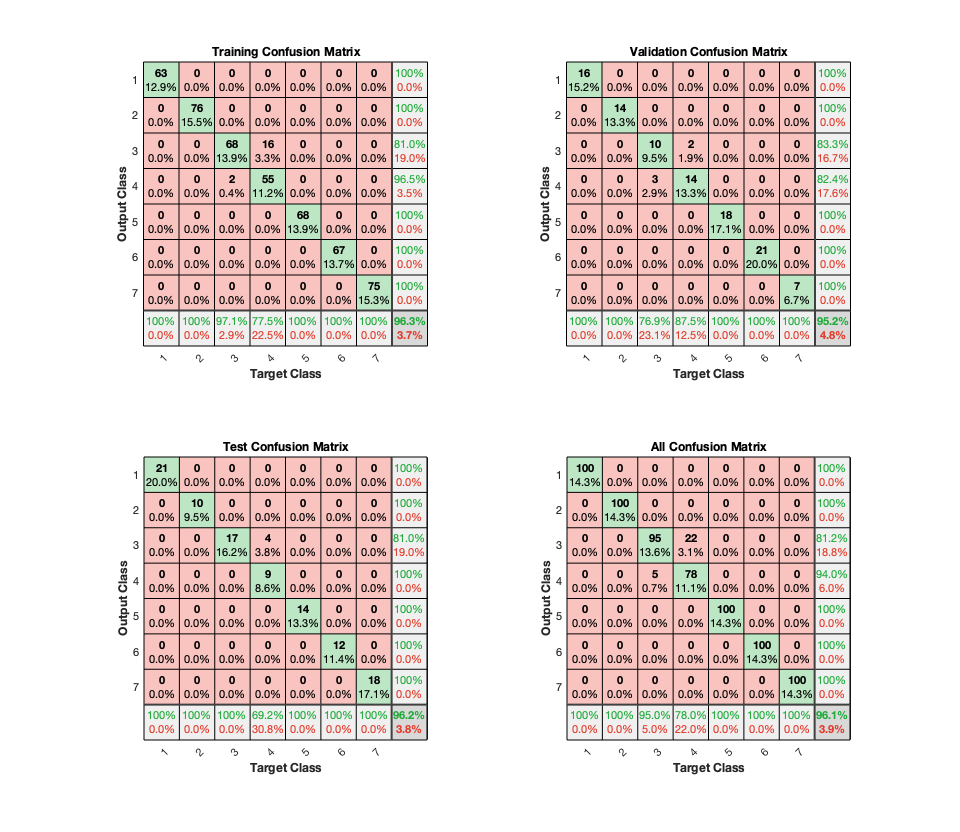 Training Confusion Matrix
1 63 0 0 0 0 0 0 100%
12.9% 0.0% 0.0% 0.0% 0.0% 0.0% 0.0% 0.0%
2 0 76 0 0 0 0 0 100%
0.0% 15.5% 0.0% 0.0% 0.0% 0.0% 0.0% 0.0%
3 0 0 68 16 0 0 0 81.0%
0.0% 0.0% 13.9% 3.3% 0.0% 0.0% 0.0% 19.0%
4 0 0 2 55 0 0 0 96.5%
0.0% 0.0% 0.4% 11.2% 0.0% 0.0% 0.0% 3.5%
5 0 0 0 0 68 0 0 100%
0.0% 0.0% 0.0% 0.0% 13.9% 0.0% 0.0% 0.0%
6 0 0 0 0 0 67 0 100%
0.0% 0.0% 0.0% 0.0% 0.0% 13.7% 0.0% 0.0%
7 0 0 0 0 0 0 75 100%
0.0% 0.0% 0.0% 0.0% 0.0% 0.0% 15.3% 0.0%
100% 100% 97.1% 77.5% 100% 100% 100% 96.3%
0.0% 0.0% 2.9% 22.5% 0.0% 0.0% 0.0% 3.7%
1 2 3 4 5 6 7
Target Class
Output Class
Validation Confusion Matrix
1 16 0 0 0 0 0 0 100%
15.2% 0.0% 0.0% 0.0% 0.0% 0.0% 0.0% 0.0%
2 0 14 0 0 0 0 0 100%
0.0% 13.3% 0.0% 0.0% 0.0% 0.0% 0.0% 0.0%
3 0 0 10 2 0 0 0 83.3%
0.0% 0.0% 9.5% 1.9% 0.0% 0.0% 0.0% 16.7%
4 0 0 3 14 0 0 0 82.4%
0.0% 0.0% 2.9% 13.3% 0.0% 0.0% 0.0% 17.6%
5 0 0 0 0 18 0 0 100%
0.0% 0.0% 0.0% 0.0% 17.1% 0.0% 0.0% 0.0%
6 0 0 0 0 0 21 0 100%
0.0% 0.0% 0.0% 0.0% 0.0% 20.0% 0.0% 0.0%
7 0 0 0 0 0 0 7 100%
0.0% 0.0% 0.0% 0.0% 0.0% 0.0% 6.7% 0.0%
100% 100% 76.9% 87.5% 100% 100% 100% 95.2%
0.0% 0.0% 23.1% 12.5% 0.0% 0.0% 0.0% 4.8%
1 2 3 4 5 6 7
Target Class
Output Class
Test Confusion Matrix
1 21 0 0 0 0 0 0 100%
20.0% 0.0% 0.0% 0.0% 0.0% 0.0% 0.0% 0.0%
2 0 10 0 0 0 0 0 100%
0.0% 9.5% 0.0% 0.0% 0.0% 0.0% 0.0% 0.0%
3 0 0 17 4 0 0 0 81.0%
0.0% 0.0% 16.2% 3.8% 0.0% 0.0% 0.0% 19.0%
4 0 0 0 9 0 0 0 100%
0.0% 0.0% 0.0% 8.6% 0.0% 0.0% 0.0% 0.0%
5 0 0 0 0 14 0 0 100%
0.0% 0.0% 0.0% 0.0% 13.3% 0.0% 0.0% 0.0%
6 0 0 0 0 0 12 0 100%
0.0% 0.0% 0.0% 0.0% 0.0% 11.4% 0.0% 0.0%
7 0 0 0 0 0 0 18 100%
0.0% 0.0% 0.0% 0.0% 0.0% 0.0% 17.1% 0.0%
100% 100% 100% 69.2% 100% 100% 100% 96.2%
0.0% 0.0% 0.0% 30.8% 0.0% 0.0% 0.0% 3.8%
1 2 3 4 5 6 7
Target Class
Output Class
All Confusion Matrix
1 100 0 0 0 0 0 0 100%
14.3% 0.0% 0.0% 0.0% 0.0% 0.0% 0.0% 0.0%
2 0 100 0 0 0 0 0 100%
0.0% 14.3% 0.0% 0.0% 0.0% 0.0% 0.0% 0.0%
3 0 0 95 22 0 0 0 81.2%
0.0% 0.0% 13.6% 3.1% 0.0% 0.0% 0.0% 18.8%
4 0 0 5 78 0 0 0 94.0%
0.0% 0.0% 0.7% 11.1% 0.0% 0.0% 0.0% 6.0%
5 0 0 0 0 100 0 0 100%
0.0% 0.0% 0.0% 0.0% 14.3% 0.0% 0.0% 0.0%
6 0 0 0 0 0 100 0 100%
0.0% 0.0% 0.0% 0.0% 0.0% 14.3% 0.0% 0.0%
7 0 0 0 0 0 0 100 100%
0.0% 0.0% 0.0% 0.0% 0.0% 0.0% 14.3% 0.0%
100% 100% 95.0% 78.0% 100% 100% 100% 96.1%
0.0% 0.0% 5.0% 22.0% 0.0% 0.0% 0.0% 3.9%
1 2 3 4 5 6 7
Target Class
Output Class